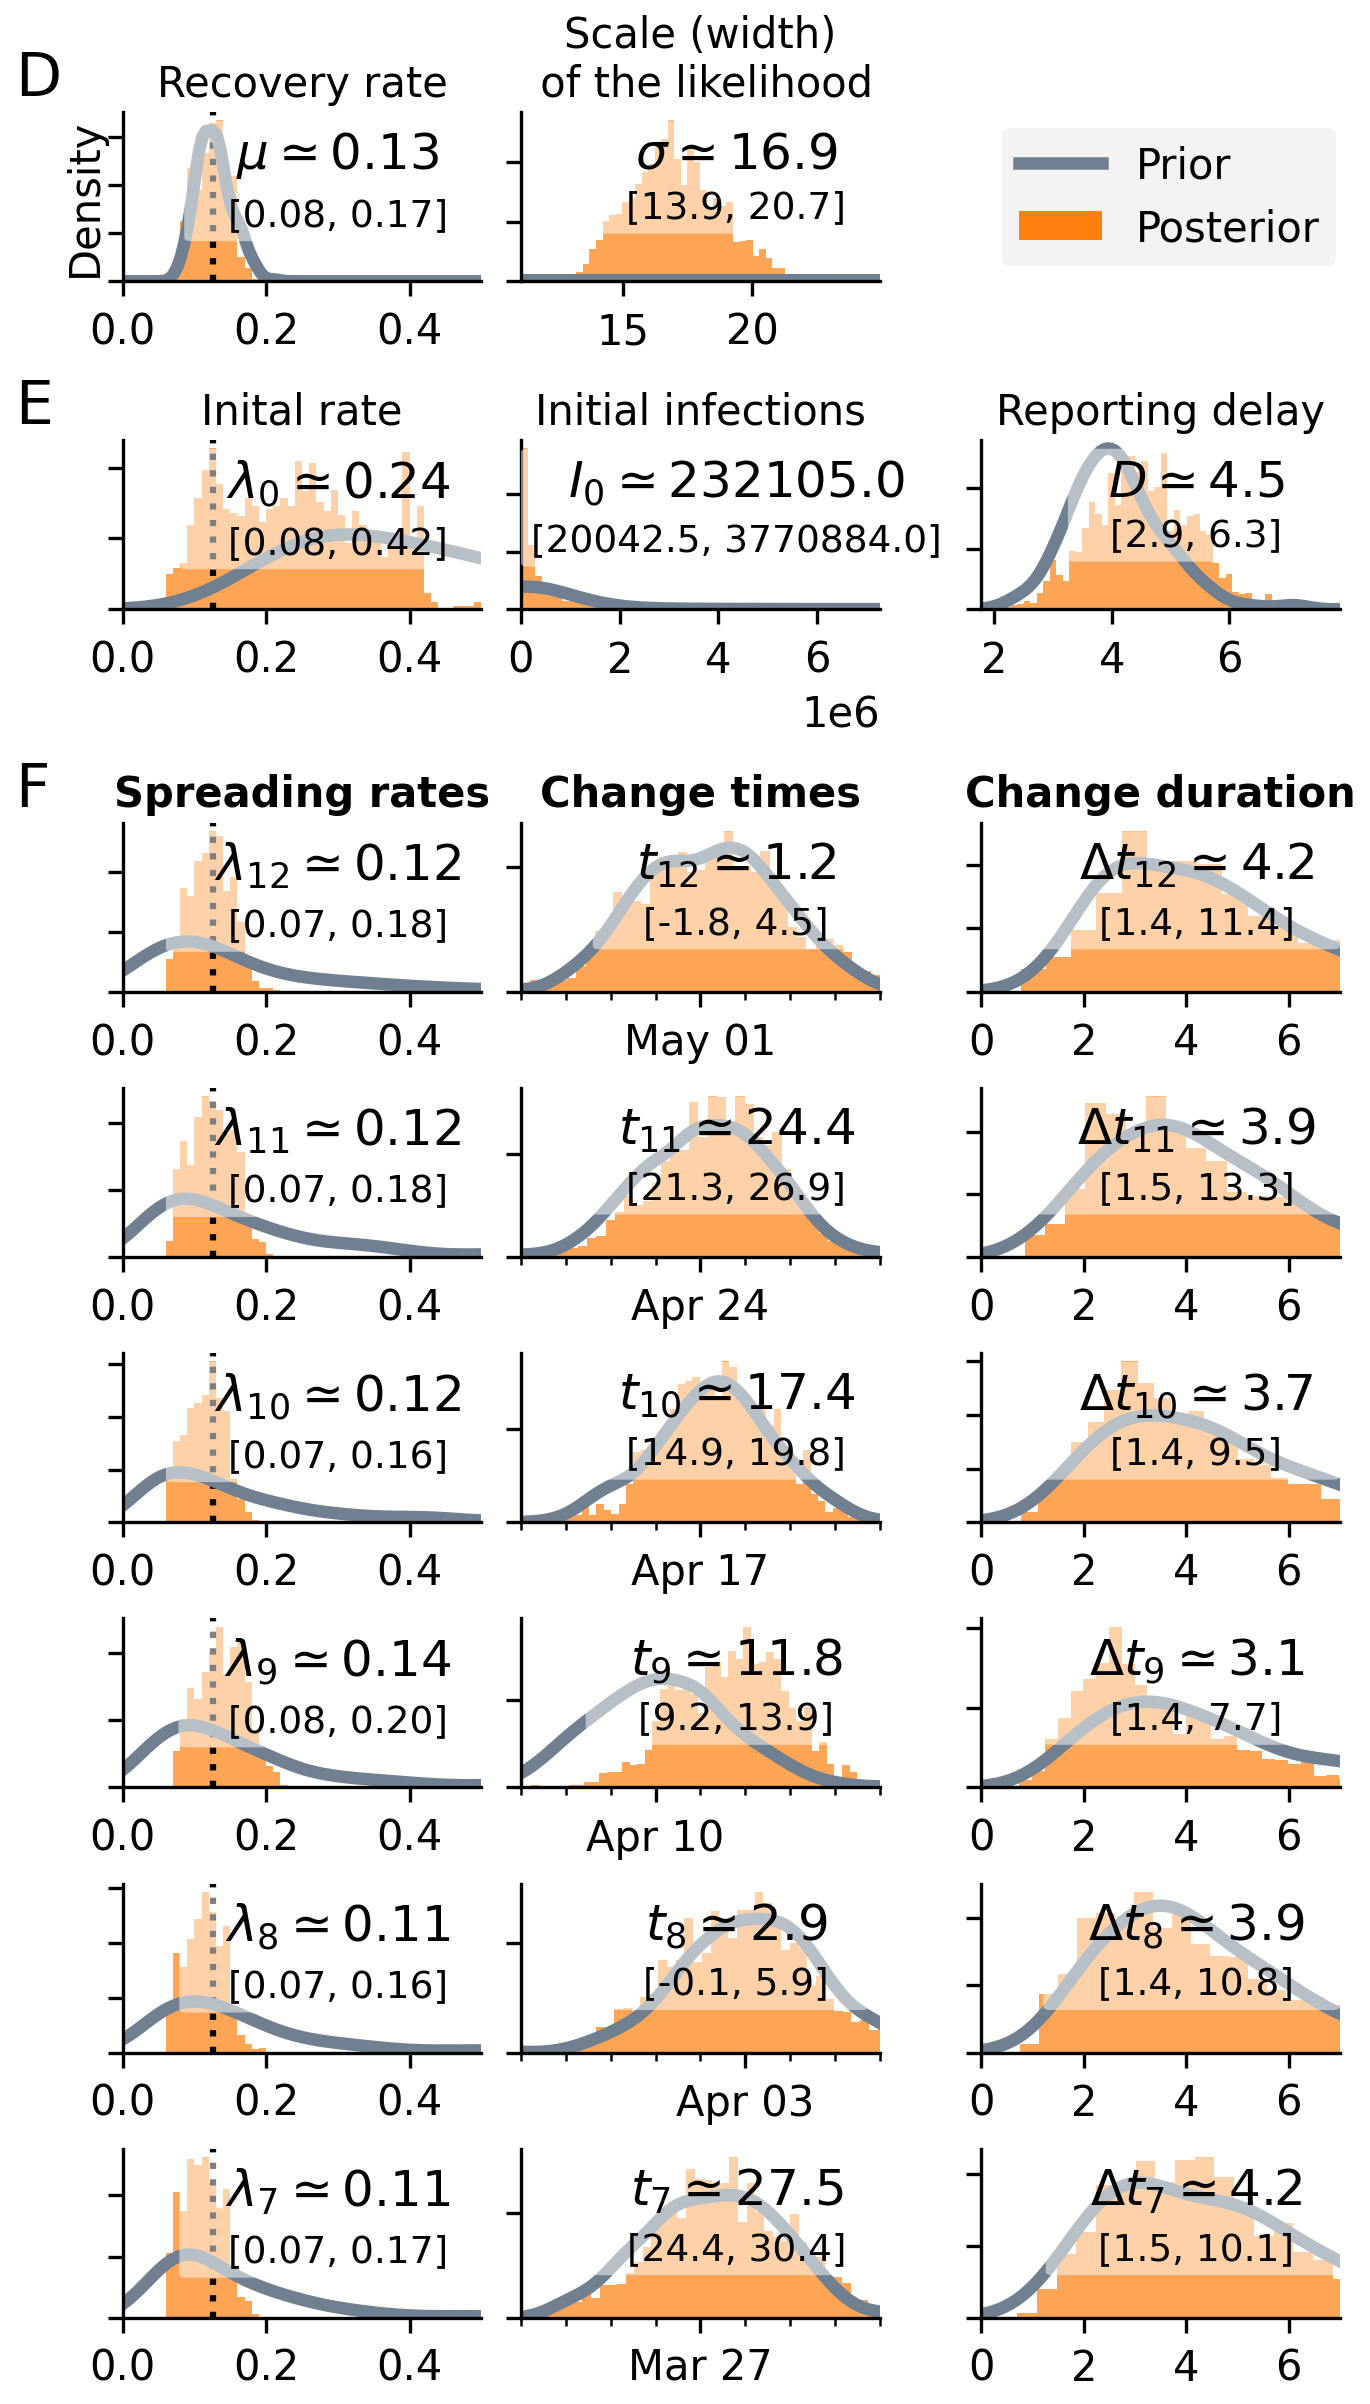 D
Recovery rate
Scale (width)
of the likelihood
Density
μ ≃ 0.13
[0.08, 0.17]
0.0 0.2 0.4
σ ≃ 16.9
[13.9, 20.7]
15 20
Prior
Posterior
E
Inital rate
λ0 ≃ 0.24
[0.08, 0.42]
0.0 0.2 0.4
Initial infections
I0 ≃ 232105.0
[20042.5, 3770884.0]
0 2 4 6
1e6
Reporting delay
D ≃ 4.5
[2.9, 6.3]
2 4 6
F
Spreading rates
Change times
Change duration
λ12 ≃ 0.12
[0.07, 0.18]
0.0 0.2 0.4
t12 ≃ 1.2
[-1.8, 4.5]
May 01
Δt12 ≃ 4.2
[1.4, 11.4]
0 2 4 6
λ11 ≃ 0.12
[0.07, 0.18]
0.0 0.2 0.4
t11 ≃ 24.4
[21.3, 26.9]
Apr 24
Δt11 ≃ 3.9
[1.5, 13.3]
0 2 4 6
λ10 ≃ 0.12
[0.07, 0.16]
0.0 0.2 0.4
t10 ≃ 17.4
[14.9, 19.8]
Apr 17
Δt10 ≃ 3.7
[1.4, 9.5]
0 2 4 6
λ9 ≃ 0.14
[0.08, 0.20]
0.0 0.2 0.4
t9 ≃ 11.8
[9.2, 13.9]
Apr 10
Δt9 ≃ 3.1
[1.4, 7.7]
0 2 4 6
λ8 ≃ 0.11
[0.07, 0.16]
0.0 0.2 0.4
t8 ≃ 2.9
[-0.1, 5.9]
Apr 03
Δt8 ≃ 3.9
[1.4, 10.8]
0 2 4 6
λ7 ≃ 0.11
[0.07, 0.17]
0.0 0.2 0.4
t7 ≃ 27.5
[24.4, 30.4]
Mar 27
Δt7 ≃ 4.2
[1.5, 10.1]
0 2 4 6